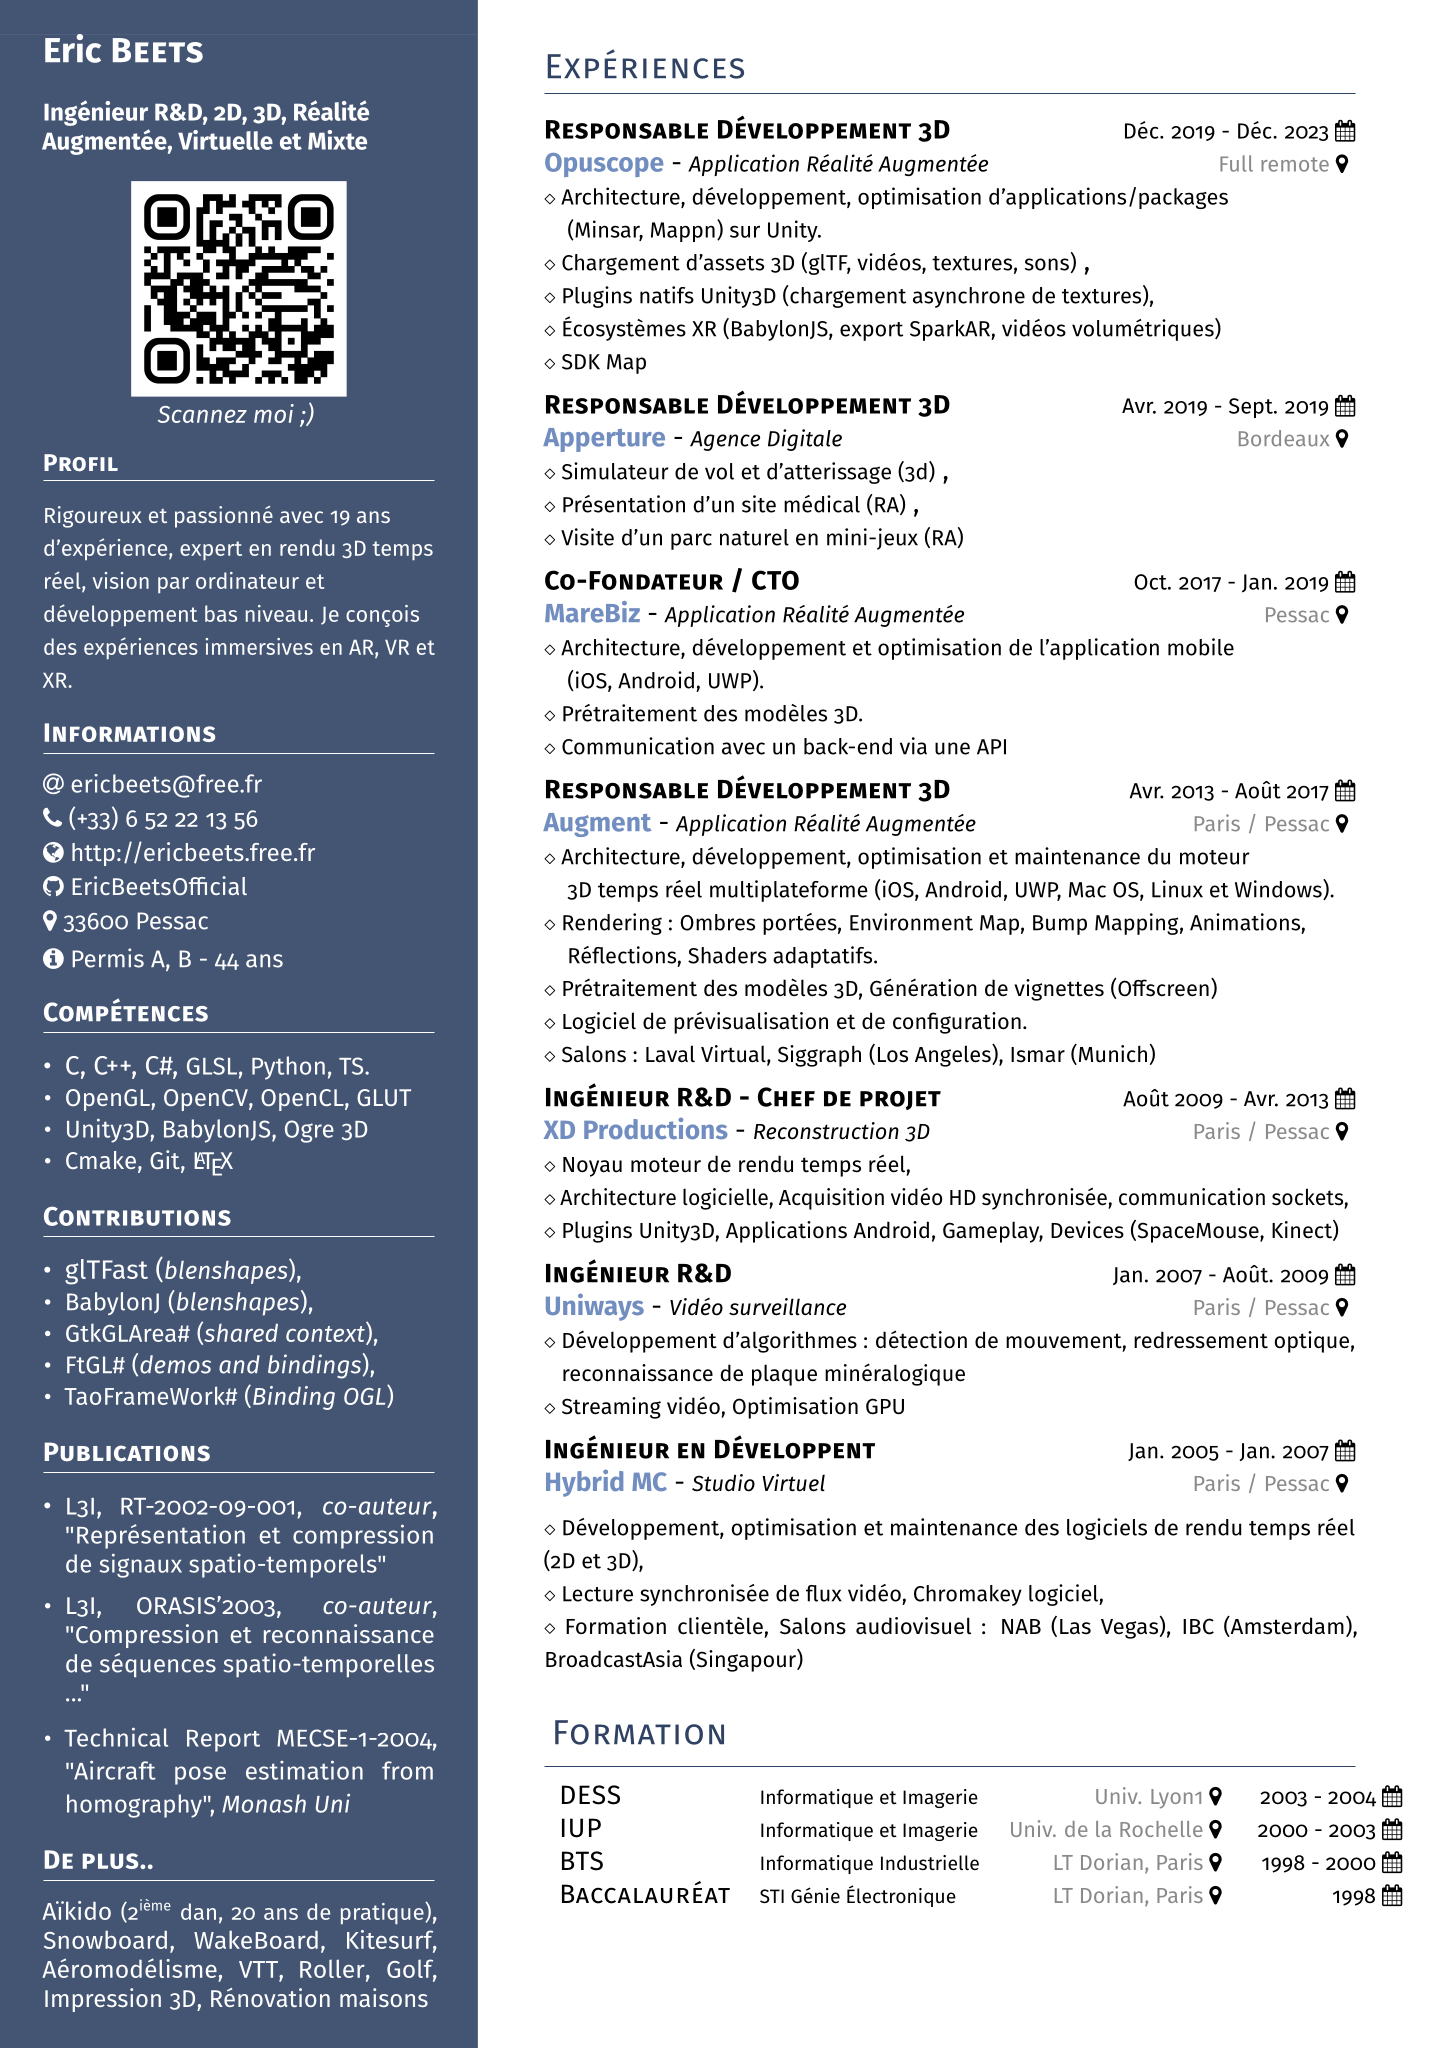 Eric BEETS
Ingénieur R&D, 2D, 3D, Réalité
Augmentée, Virtuelle et Mixte
Scannez moi ;)
PROFIL
Rigoureux et passionné avec 19 ans
d'expérience, expert en rendu 3D temps
réel, vision par ordinateur et
développement bas niveau. Je conçois
des expériences immersives en AR, VR et
XR.
INFORMATIONS
@ ericbeets@free.fr
(+33) 6 52 22 13 56
http://ericbeets.free.fr
EricBeetsOfficial
33600 Pessac
Permis A, B - 44 ans
COMPÉTENCES
• C, C++, C#, GLSL, Python, TS.
• OpenGL, OpenCV, OpenCL, GLUT
• Unity3D, BabylonJS, Ogre 3D
• Cmake, Git, LATEX
CONTRIBUTIONS
• glTFast (blenshapes),
• BabylonJ (blenshapes),
• GtkGLArea# (shared context),
• FtGL# (demos and bindings),
• TaoFrameWork# (Binding OGL)
PUBLICATIONS
• L3I, RT-2002-09-001, co-auteur,
"Représentation et compression
de signaux spatio-temporels"
• L3I, ORASIS'2003, co-auteur,
"Compression et reconnaissance
de séquences spatio-temporelles
..."
• Technical Report MECSE-1-2004,
"Aircraft pose estimation from
homography", Monash Uni
DE PLUS..
Aïkido (2ième dan, 20 ans de pratique),
Snowboard, WakeBoard, Kitesurf,
Aéromodélisme, VTT, Roller, Golf,
Impression 3D, Rénovation maisons
EXPÉRIENCES
RESPONSABLE DÉVELOPPEMENT 3D Déc. 2019 - Déc. 2023
Opuscope - Application Réalité Augmentée Full remote
◇ Architecture, développement, optimisation d'applications/packages
(Minsar, Mappn) sur Unity.
◇ Chargement d'assets 3D (glTF, vidéos, textures, sons) ,
◇ Plugins natifs Unity3D (chargement asynchrone de textures),
◇ Écosystèmes XR (BabylonJS, export SparkAR, vidéos volumétriques)
◇ SDK Map
RESPONSABLE DÉVELOPPEMENT 3D Avr. 2019 - Sept. 2019
Apperture - Agence Digitale Bordeaux
◇ Simulateur de vol et d'atterissage (3d) ,
◇ Présentation d'un site médical (RA) ,
◇ Visite d'un parc naturel en mini-jeux (RA)
CO-FONDATEUR / CTO Oct. 2017 - Jan. 2019
MareBiz - Application Réalité Augmentée Pessac
◇ Architecture, développement et optimisation de l'application mobile
(iOS, Android, UWP).
◇ Prétraitement des modèles 3D.
◇ Communication avec un back-end via une API
RESPONSABLE DÉVELOPPEMENT 3D Avr. 2013 - Août 2017
Augment - Application Réalité Augmentée Paris / Pessac
◇ Architecture, développement, optimisation et maintenance du moteur
3D temps réel multiplateforme (iOS, Android, UWP, Mac OS, Linux et Windows).
◇ Rendering : Ombres portées, Environment Map, Bump Mapping, Animations,
Réflections, Shaders adaptatifs.
◇ Prétraitement des modèles 3D, Génération de vignettes (Offscreen)
◇ Logiciel de prévisualisation et de configuration.
◇ Salons : Laval Virtual, Siggraph (Los Angeles), Ismar (Munich)
INGÉNIEUR R&D - CHEF DE PROJET Août 2009 - Avr. 2013
XD Productions - Reconstruction 3D Paris / Pessac
◇ Noyau moteur de rendu temps réel,
◇ Architecture logicielle, Acquisition vidéo HD synchronisée, communication sockets,
◇ Plugins Unity3D, Applications Android, Gameplay, Devices (SpaceMouse, Kinect)
INGÉNIEUR R&D Jan. 2007 - Août. 2009
Uniways - Vidéo surveillance Paris / Pessac
◇ Développement d'algorithmes : détection de mouvement, redressement optique,
reconnaissance de plaque minéralogique
◇ Streaming vidéo, Optimisation GPU
INGÉNIEUR EN DÉVELOPPENT Jan. 2005 - Jan. 2007
Hybrid MC - Studio Virtuel Paris / Pessac
◇ Développement, optimisation et maintenance des logiciels de rendu temps réel
(2D et 3D),
◇ Lecture synchronisée de flux vidéo, Chromakey logiciel,
◇ Formation clientèle, Salons audiovisuel : NAB (Las Vegas), IBC (Amsterdam),
BroadcastAsia (Singapour)
FORMATION
DESS Informatique et Imagerie Univ. Lyon1 2003 - 2004
IUP Informatique et Imagerie Univ. de la Rochelle 2000 - 2003
BTS Informatique Industrielle LT Dorian, Paris 1998 - 2000
BACCALAURÉAT STI Génie Électronique LT Dorian, Paris 1998